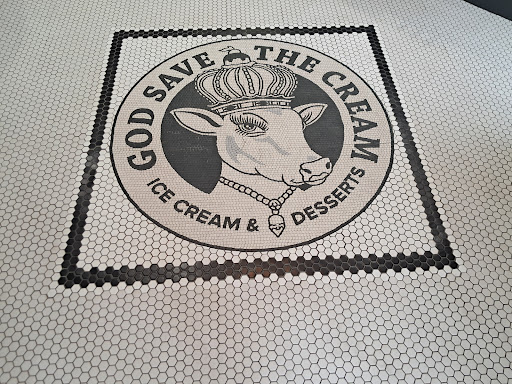 GOD SAVE THE CREAM
ICE CREAM & DESSERTS